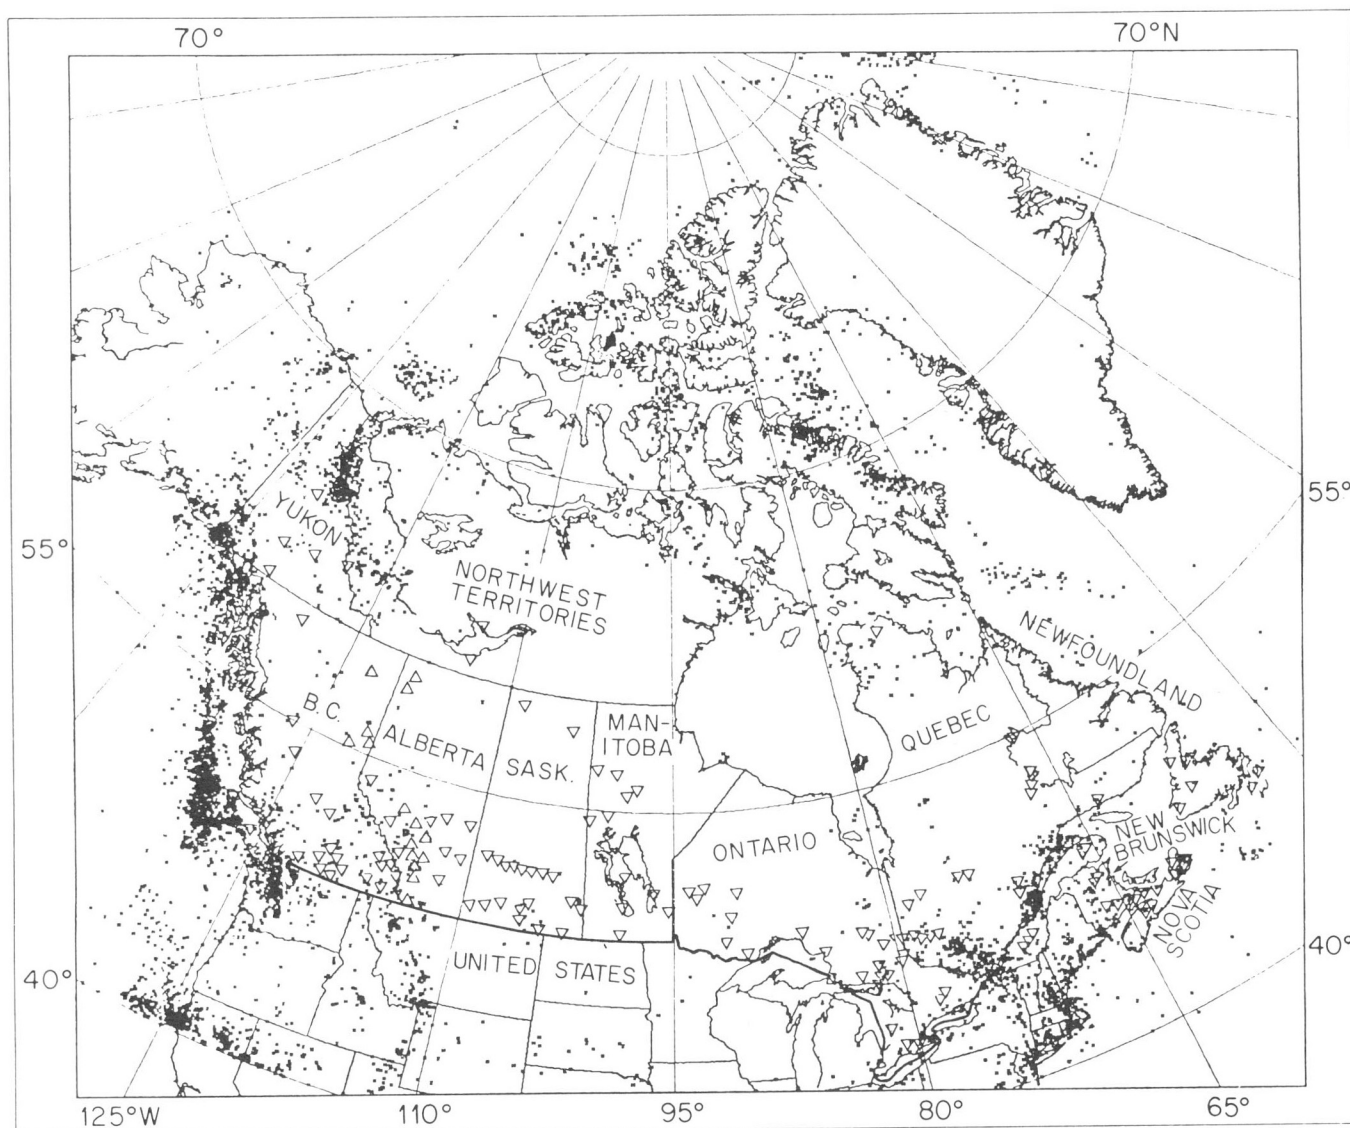 70°
70°N
YUKON
55°
55°
NORTHWEST
TERRITORIES
NEWFOUNDLAND
B.C.
ALBERTA
SASK.
MAN-
ITOBA
QUEBEC
ONTARIO
NEW
BRUNSWICK
NOVA
SCOTIA
UNITED STATES
40°
40°
125°W
110°
95°
80°
65°